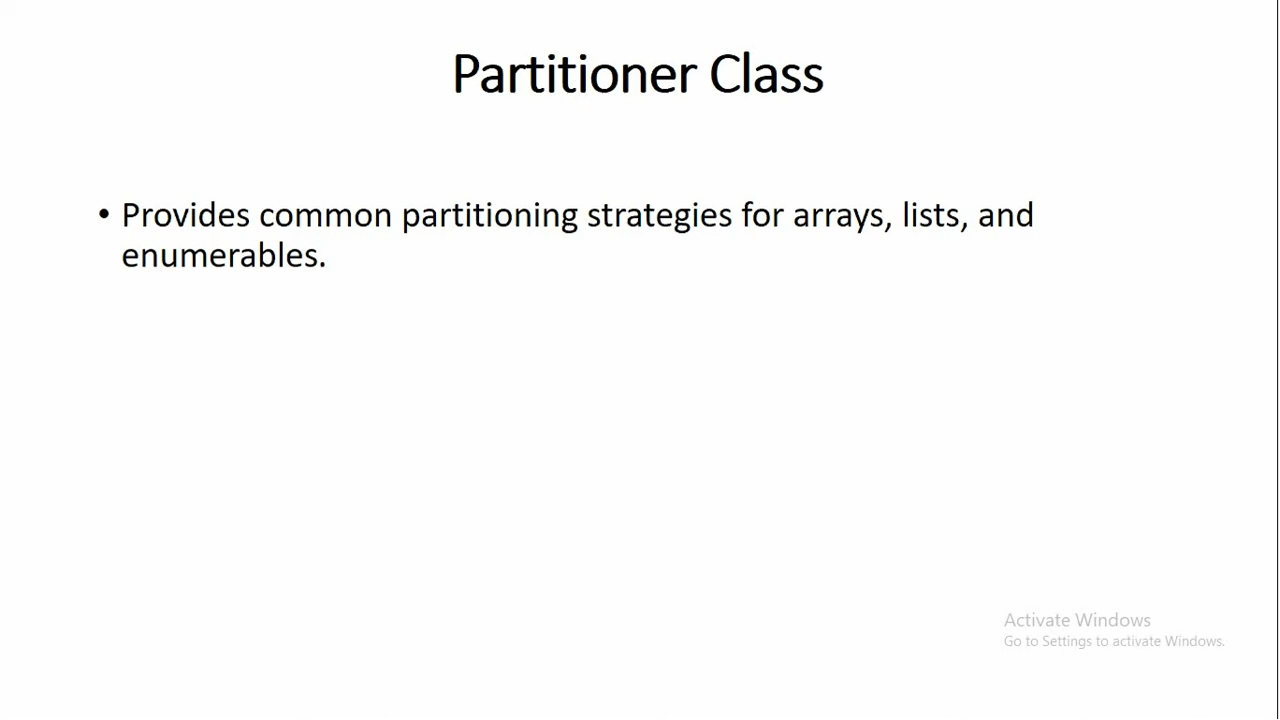 Partitioner Class
• Provides common partitioning strategies for arrays, lists, and
enumerables.
Activate Windows
Go to Settings to activate Windows.